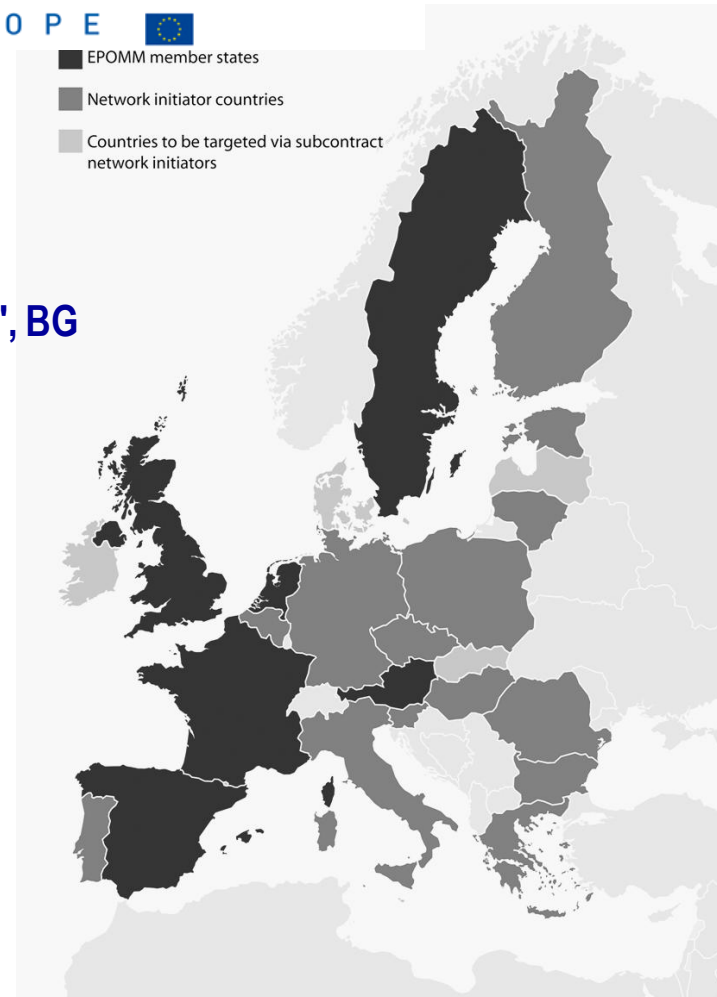 O P E
EPOMM member states
Network initiator countries
Countries to be targeted via subcontract
network initiators
', BG